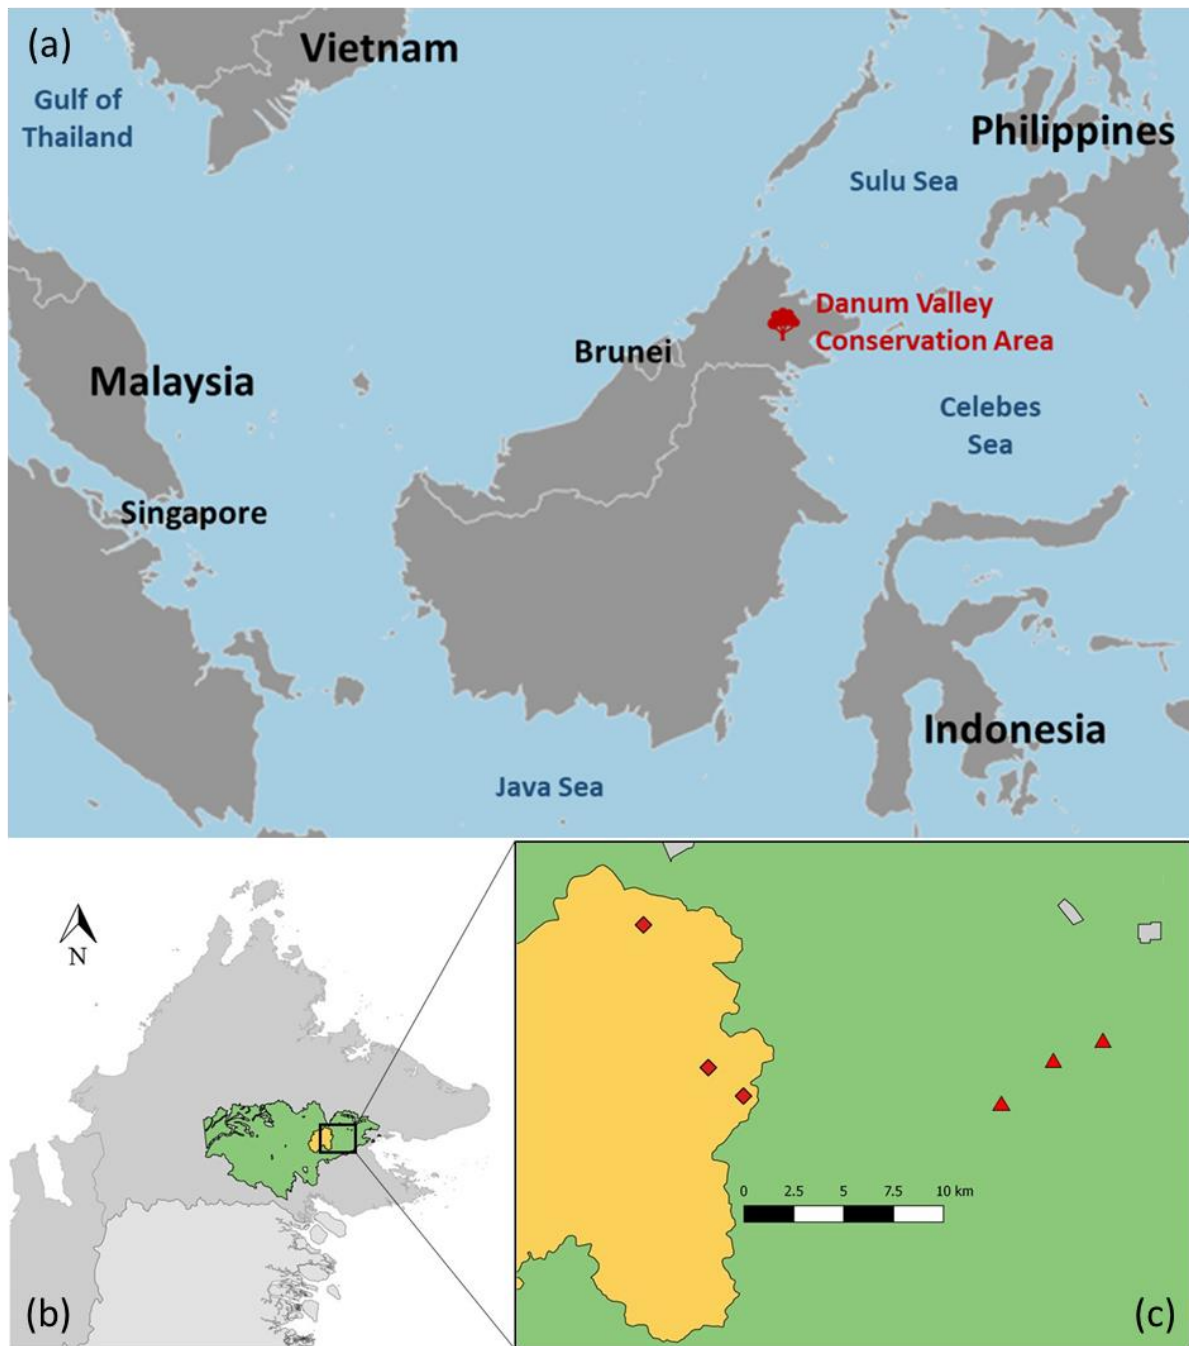 (a)
Vietnam
Gulf of
Thailand
Philippines
Sulu Sea
Danum Valley
Conservation Area
Brunei
Malaysia
Celebes
Sea
Singapore
Indonesia
Java Sea
N
0 2.5 5 7.5 10 km
(b)
(c)